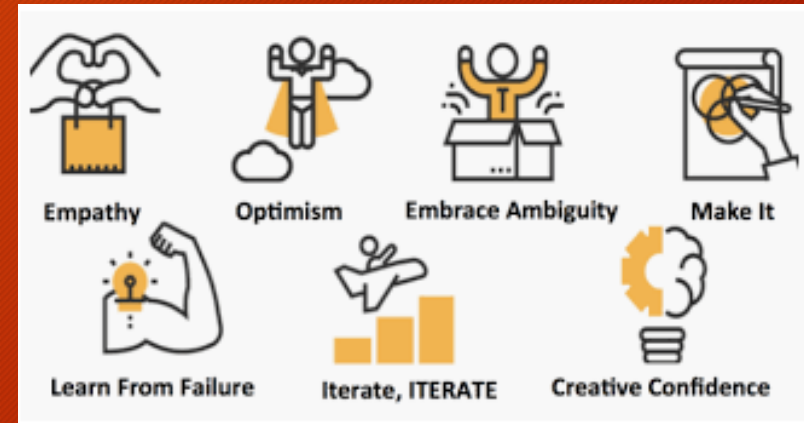 Empathy
Optimism
Embrace Ambiguity
Make It
Learn From Failure
Iterate, ITERATE
Creative Confidence